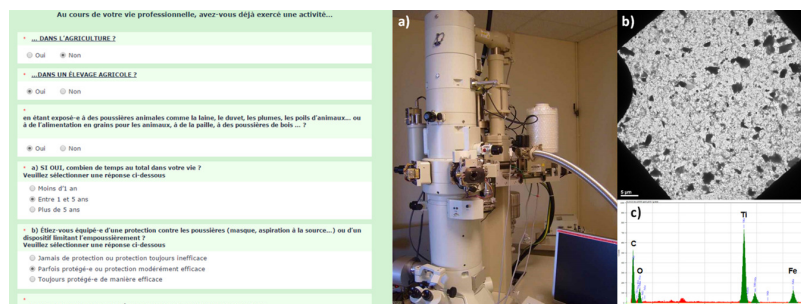 Au cours de votre vie professionnelle, avez-vous déjà exercé une activité...
* ... DANS L'AGRICULTURE ?
Oui Non
* ...DANS UN ÉLEVAGE AGRICOLE ?
Oui Non
*
en étant exposé-e à des poussières animales comme la laine, le duvet, les plumes, les poils d'animaux... ou
à de l'alimentation en grains pour les animaux, à de la paille, à des poussières de bois ... ?
Oui Non
* a) SI OUI, combien de temps au total dans votre vie ?
Veuillez sélectionner une réponse ci-dessous
Moins d'1 an
Entre 1 et 5 ans
Plus de 5 ans
* b) Étiez-vous équipé-e d'une protection contre les poussières (masque, aspiration à la source...) ou d'un
dispositif limitant l'empoussièrement ?
Veuillez sélectionner une réponse ci-dessous
Jamais de protection ou protection toujours inefficace
Parfois protégé-e ou protection modérément efficace
Toujours protégé-e de manière efficace
*
a)
b)
5 µm
c)
Ti
C
O
Fe